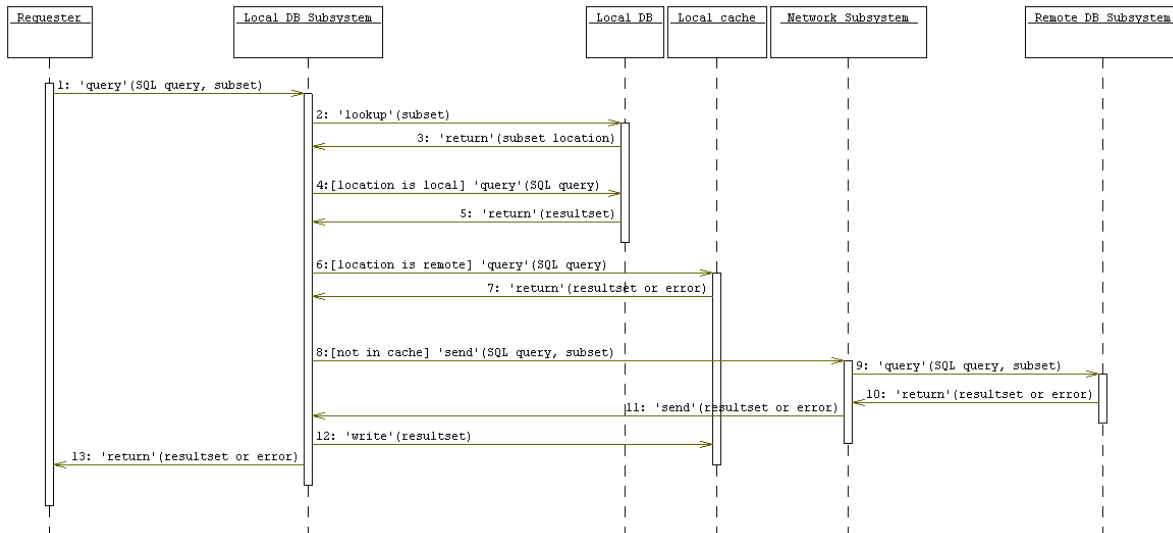 Requester
Local DB Subsystem
Local DB
Local cache
Network Subsystem
Remote DB Subsystem
1: 'query'(SQL query, subset)
2: 'lookup'(subset)
3: 'return'(subset location)
4:[location is local] 'query'(SQL query)
5: 'return'(resultset)
6:[location is remote] 'query'(SQL query)
7: 'return'(resultset or error)
8:[not in cache] 'send'(SQL query, subset)
9: 'query'(SQL query, subset)
10: 'return'(resultset or error)
11: 'send'(resultset or error)
12: 'write'(resultset)
13: 'return'(resultset or error)